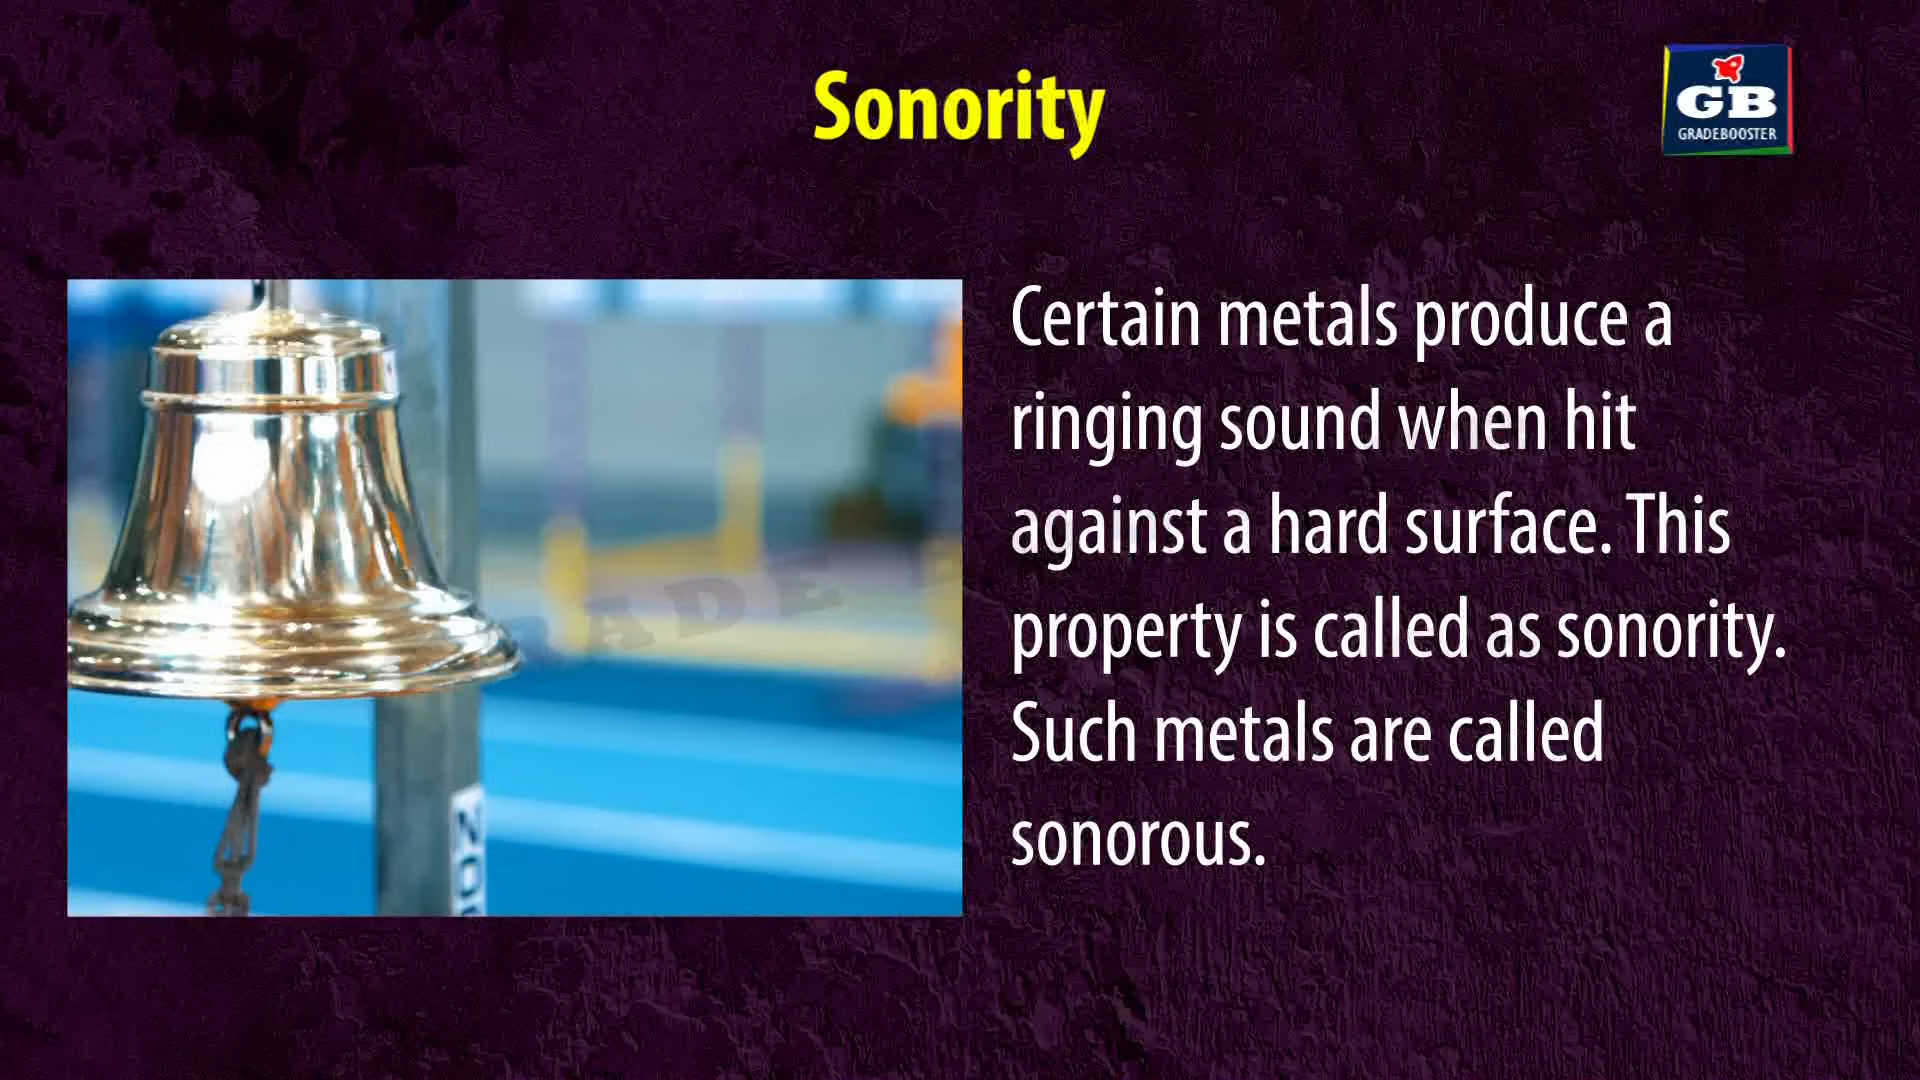 Sonority
GB
GRADEBOOSTER
Certain metals produce a
ringing sound when hit
against a hard surface. This
property is called as sonority.
Such metals are called
sonorous.